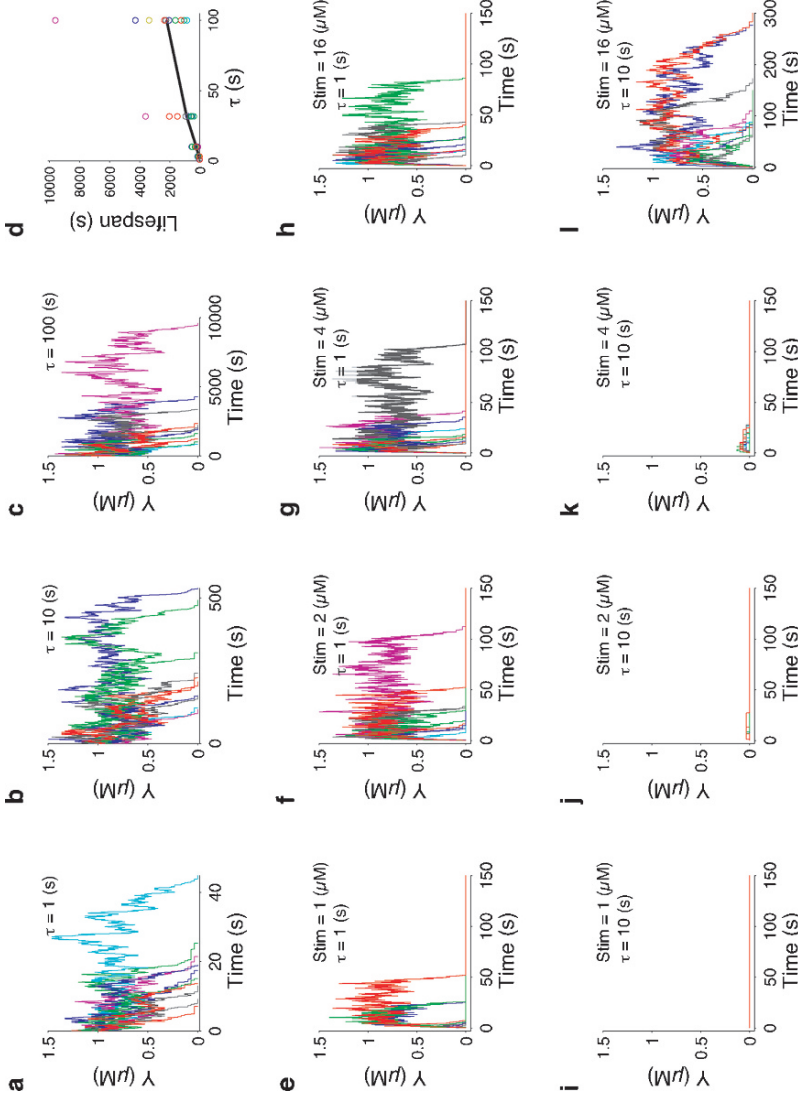 a
τ = 1 (s)
1.5
1
0.5
0
Y (µM)
0 20 40
Time (s)
b
τ = 10 (s)
1.5
1
0.5
0
Y (µM)
0 500
Time (s)
c
τ = 100 (s)
1.5
1
0.5
0
Y (µM)
0 5000 10000
Time (s)
d
10000
8000
6000
4000
2000
0
Lifespan (s)
0 50 100
τ (s)
e
Stim = 1 (µM)
τ = 1 (s)
1.5
1
0.5
0
Y (µM)
0 50 100 150
Time (s)
f
Stim = 2 (µM)
τ = 1 (s)
1.5
1
0.5
0
Y (µM)
0 50 100 150
Time (s)
g
Stim = 4 (µM)
τ = 1 (s)
1.5
1
0.5
0
Y (µM)
0 50 100 150
Time (s)
h
Stim = 16 (µM)
τ = 1 (s)
1.5
1
0.5
0
Y (µM)
0 50 100 150
Time (s)
i
Stim = 1 (µM)
τ = 10 (s)
1.5
1
0.5
0
Y (µM)
0 50 100 150
Time (s)
j
Stim = 2 (µM)
τ = 10 (s)
1.5
1
0.5
0
Y (µM)
0 50 100 150
Time (s)
k
Stim = 4 (µM)
τ = 10 (s)
1.5
1
0.5
0
Y (µM)
0 50 100 150
Time (s)
l
Stim = 16 (µM)
τ = 10 (s)
1.5
1
0.5
0
Y (µM)
0 100 200 300
Time (s)